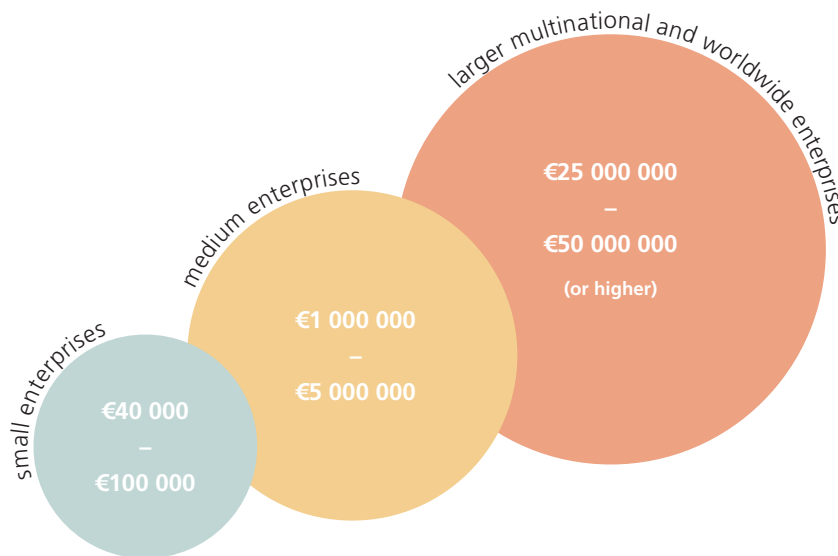 small enterprises
€40 000
–
€100 000
medium enterprises
€1 000 000
–
€5 000 000
larger multinational and worldwide enterprises
€25 000 000
–
€50 000 000
(or higher)